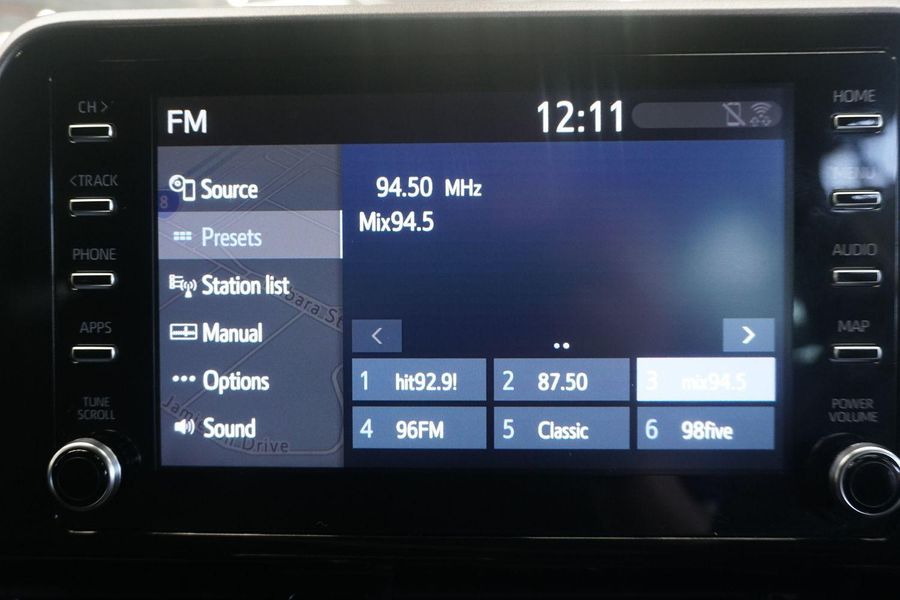 CH >
HOME
FM
12:11
< TRACK
MENU
Source
94.50 MHz
8
Mix94.5
Presets
PHONE
AUDIO
Station list
APPS
MAP
Manual
< >
Options
1 hit92.9!
2 87.50
3 mix94.5
TUNE
SCROLL
POWER
VOLUME
Sound
4 96FM
5 Classic
6 98five
Drive